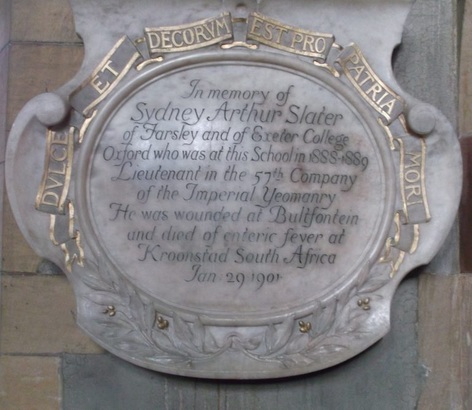 DVLCE ET DECORVM EST PRO PATRIA MORI
In memory of
Sydney Arthur Slater
of Farsley and of Exeter College
Oxford who was at this School in 1888-1889
Lieutenant in the 57th Company
of the Imperial Yeomanry
He was wounded at Bultfontein
and died of enteric fever at
Kroonstad South Africa
Jan: 29 1901